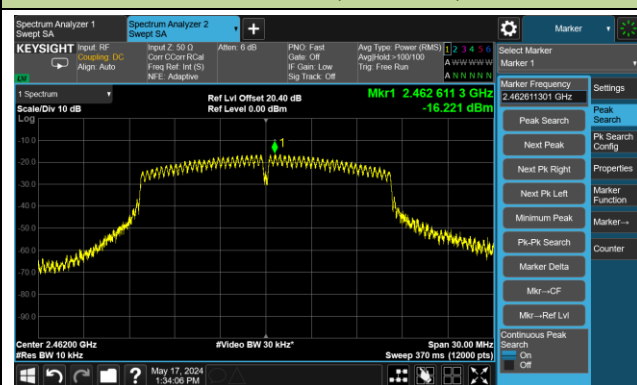 Spectrum Analyzer 1
Swept SA
Spectrum Analyzer 2
Swept SA
Marker
KEYSIGHT
Input: RF
Coupling: DC
Align: Auto
Input Z: 50 Ω
Corr CCorr RCal
Freq Ref: Int (S)
NFE: Adaptive
Atten: 6 dB
PNO: Fast
Gate: Off
IF Gain: Low
Sig Track: Off
Avg Type: Power (RMS)
Avg|Hold:>100/100
Trig: Free Run
1 2 3 4 5 6
A W W W W W
A N N N N N
LXI
Select Marker
Marker 1
1 Spectrum
Scale/Div 10 dB
Log
Ref Lvl Offset 20.40 dB
Ref Level 0.00 dBm
Mkr1 2.462 611 3 GHz
-16.221 dBm
1
-10.0
-20.0
-30.0
-40.0
-50.0
-60.0
-70.0
-80.0
-90.0
Center 2.46200 GHz
#Res BW 10 kHz
#Video BW 30 kHz*
Span 30.00 MHz
Sweep 370 ms (12000 pts)
Marker Frequency
2.462611301 GHz
Peak Search
Next Peak
Next Pk Right
Next Pk Left
Minimum Peak
Pk-Pk Search
Marker Delta
Mkr→CF
Mkr→Ref Lvl
Continuous Peak
Search
On
Off
Settings
Peak
Search
Pk Search
Config
Properties
Marker
Function
Marker→
Counter
May 17, 2024
1:34:06 PM